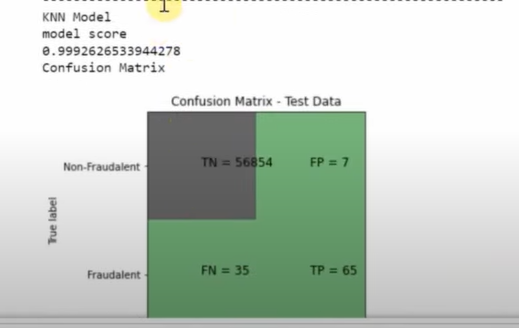 KNN Model
model score
0.9992626533944278
Confusion Matrix
Confusion Matrix - Test Data
Non-Fraudalent
TN = 56854
FP = 7
True label
Fraudalent
FN = 35
TP = 65